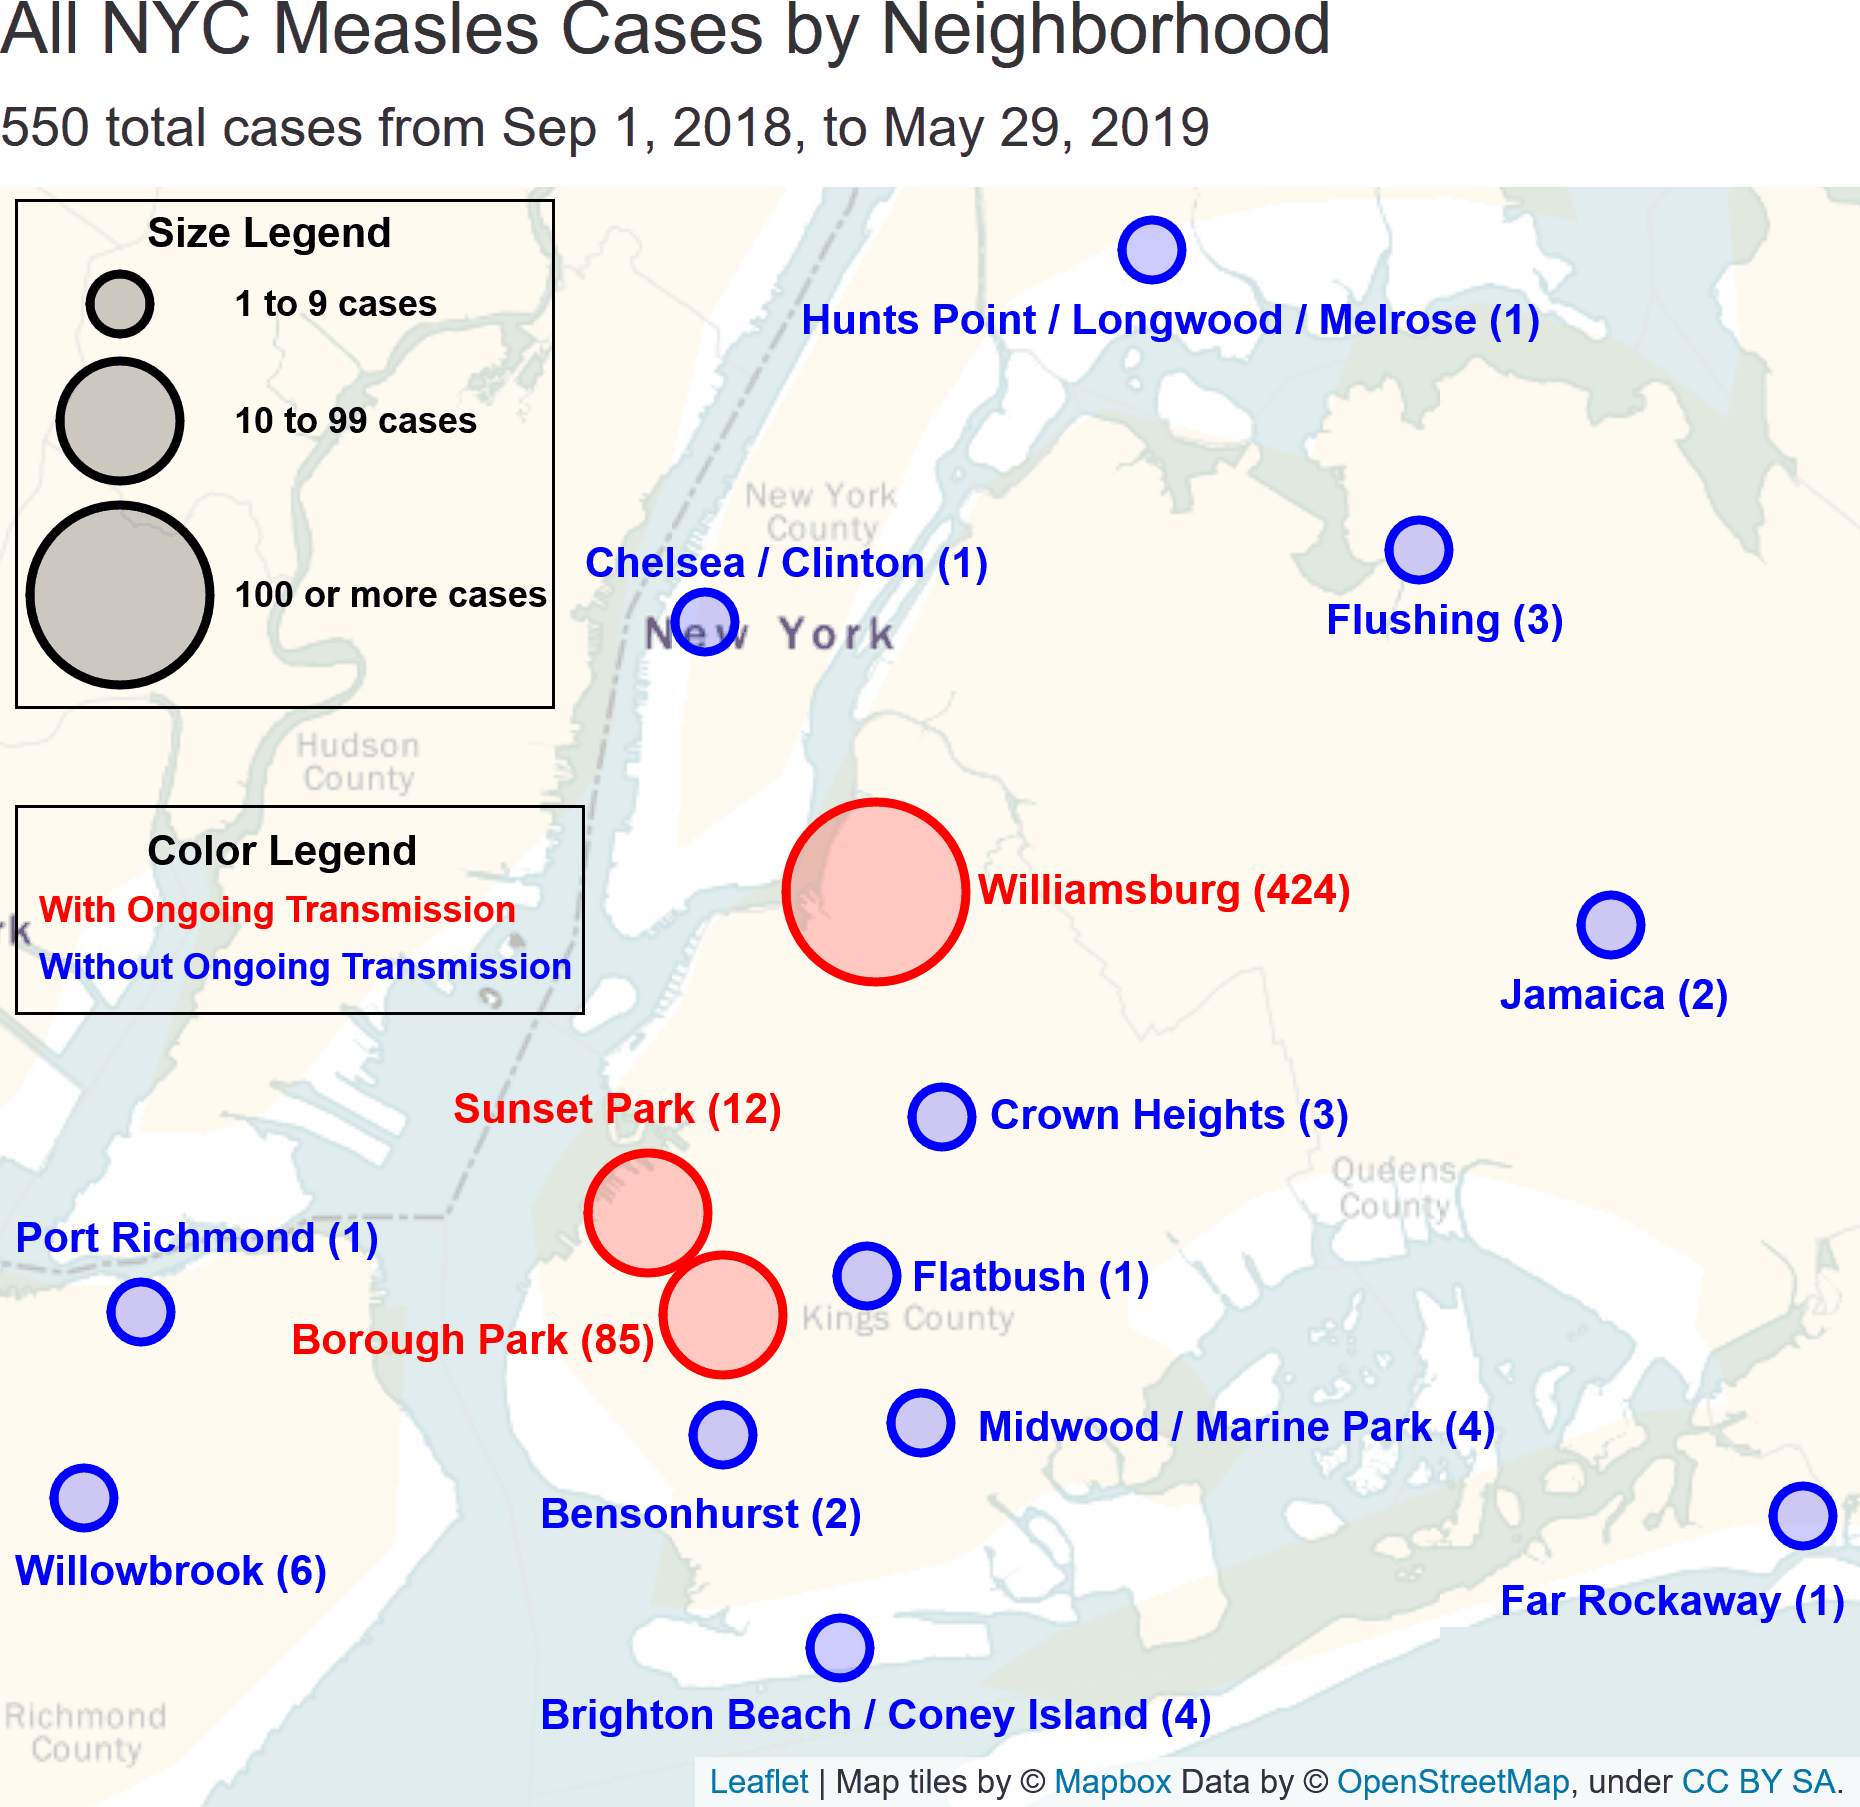 All NYC Measles Cases by Neighborhood
550 total cases from Sep 1, 2018, to May 29, 2019
Size Legend
1 to 9 cases
10 to 99 cases
100 or more cases
Hunts Point / Longwood / Melrose (1)
New York
County
Chelsea / Clinton (1)
New York
Flushing (3)
Hudson
County
Color Legend
With Ongoing Transmission
Without Ongoing Transmission
rk
Williamsburg (424)
Jamaica (2)
Sunset Park (12)
Crown Heights (3)
Queens
County
Port Richmond (1)
Flatbush (1)
Kings County
Borough Park (85)
Midwood / Marine Park (4)
Bensonhurst (2)
Willowbrook (6)
Far Rockaway (1)
Brighton Beach / Coney Island (4)
Richmond
County
Leaflet | Map tiles by © Mapbox Data by © OpenStreetMap, under CC BY SA.